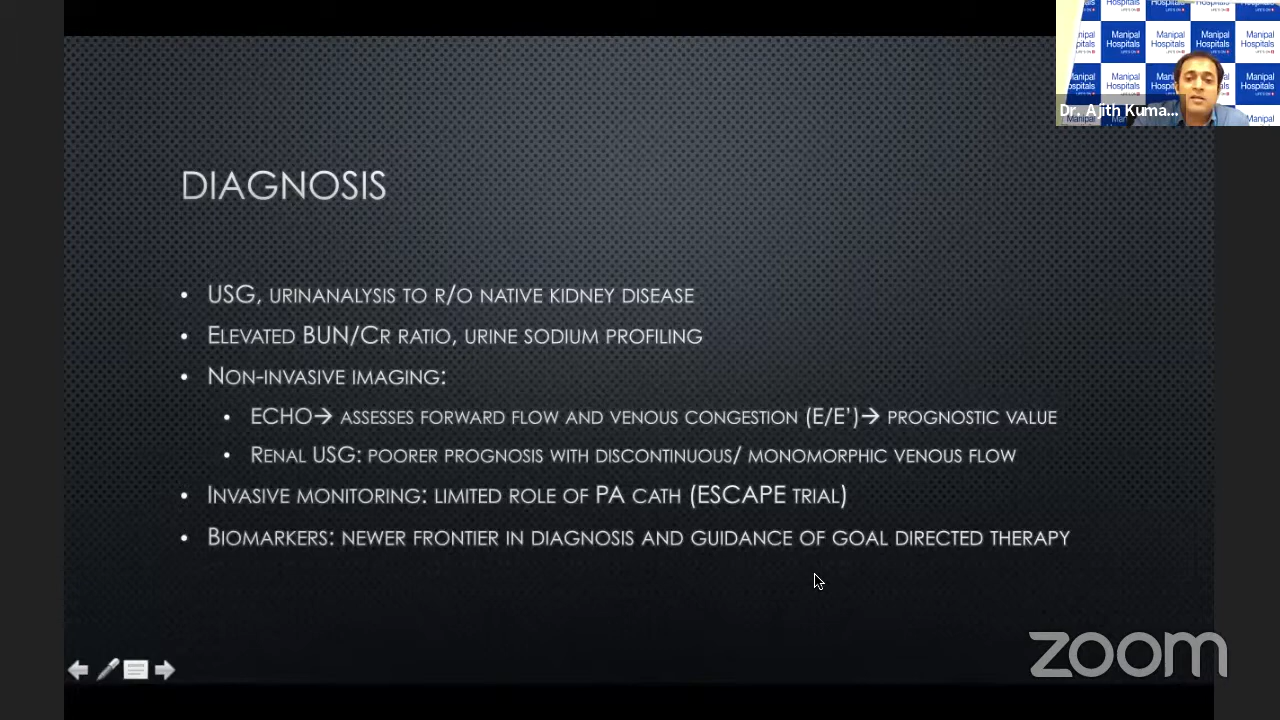 Manipal Hospitals
Dr. Ajith Kuma...
DIAGNOSIS
• USG, URINANALYSIS TO R/O NATIVE KIDNEY DISEASE
• ELEVATED BUN/CR RATIO, URINE SODIUM PROFILING
• NON-INVASIVE IMAGING:
• ECHO→ ASSESSES FORWARD FLOW AND VENOUS CONGESTION (E/E’)→ PROGNOSTIC VALUE
• RENAL USG: POORER PROGNOSIS WITH DISCONTINUOUS/ MONOMORPHIC VENOUS FLOW
• INVASIVE MONITORING: LIMITED ROLE OF PA CATH (ESCAPE TRIAL)
• BIOMARKERS: NEWER FRONTIER IN DIAGNOSIS AND GUIDANCE OF GOAL DIRECTED THERAPY
zoom